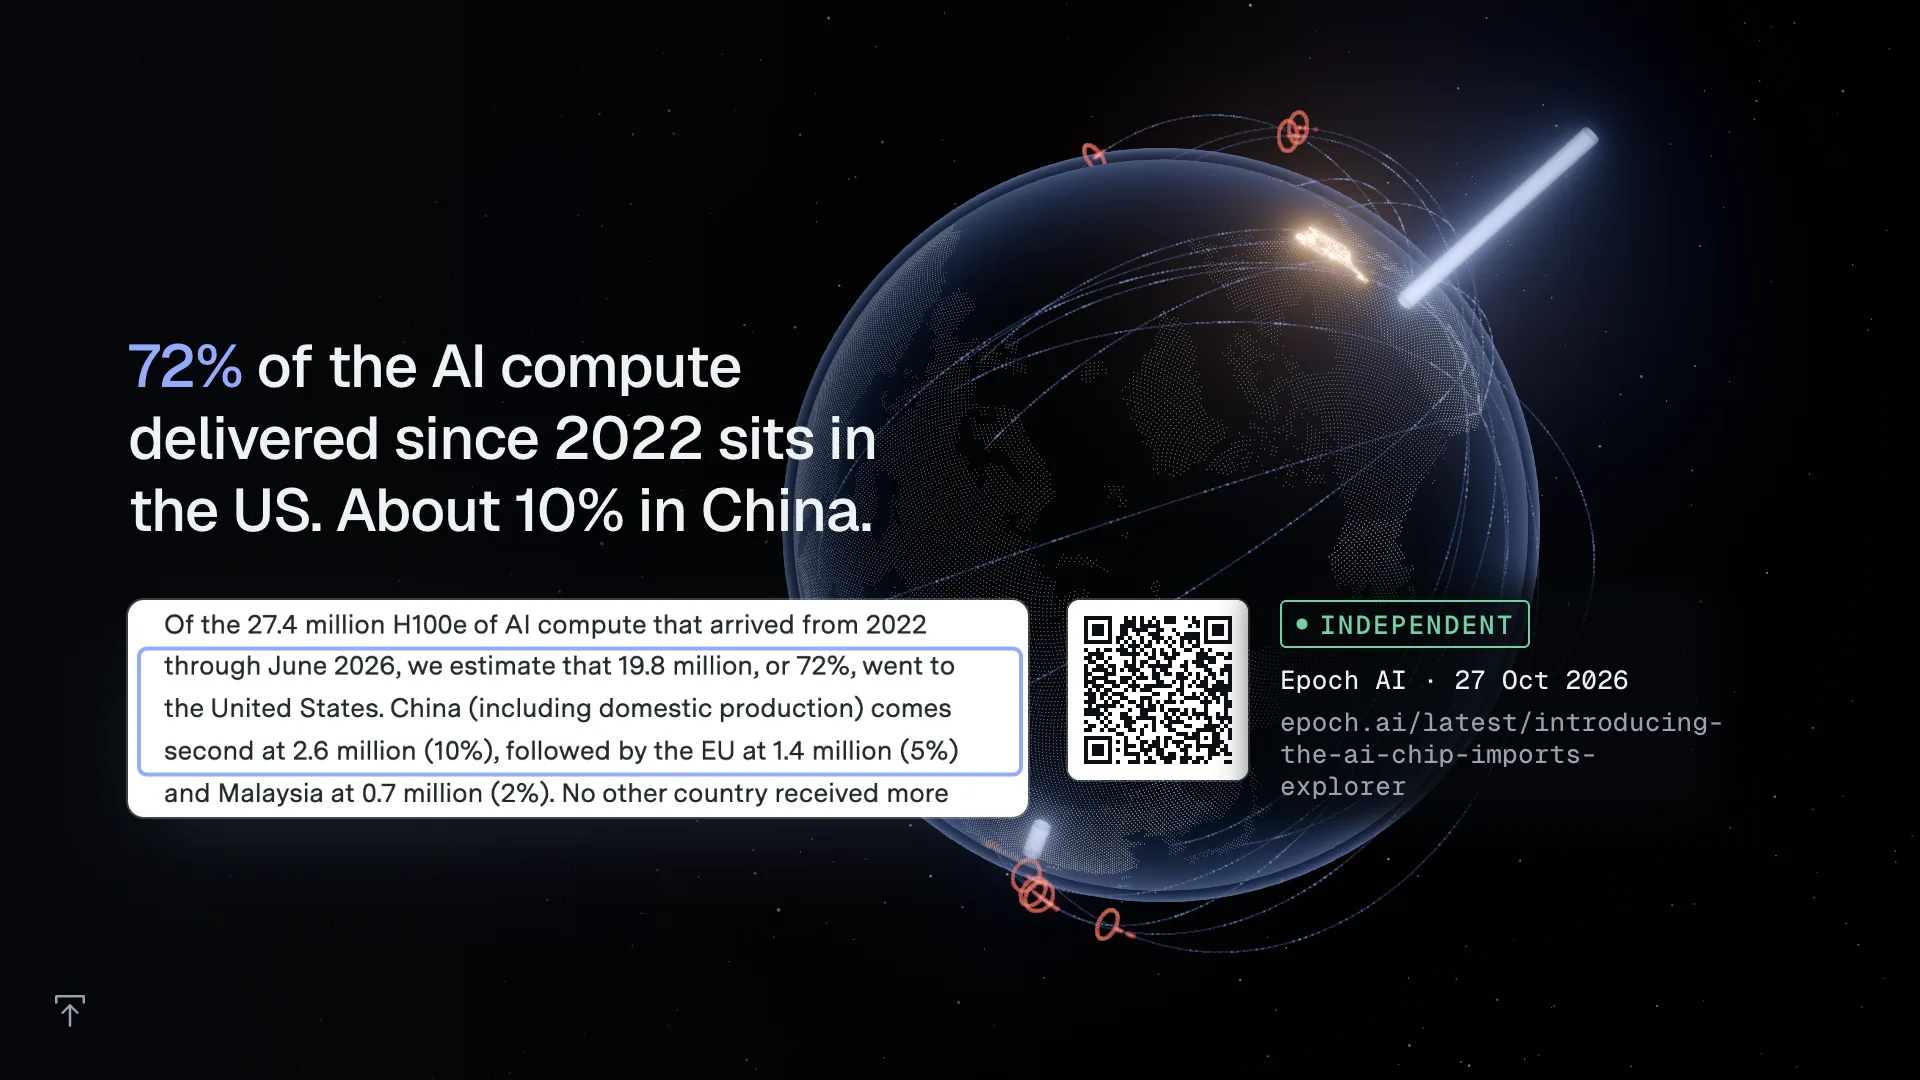 72% of the AI compute
delivered since 2022 sits in
the US. About 10% in China.
Of the 27.4 million H100e of AI compute that arrived from 2022
through June 2026, we estimate that 19.8 million, or 72%, went to
the United States. China (including domestic production) comes
second at 2.6 million (10%), followed by the EU at 1.4 million (5%)
and Malaysia at 0.7 million (2%). No other country received more
INDEPENDENT
Epoch AI · 27 Oct 2026
epoch.ai/latest/introducing-
the-ai-chip-imports-
explorer